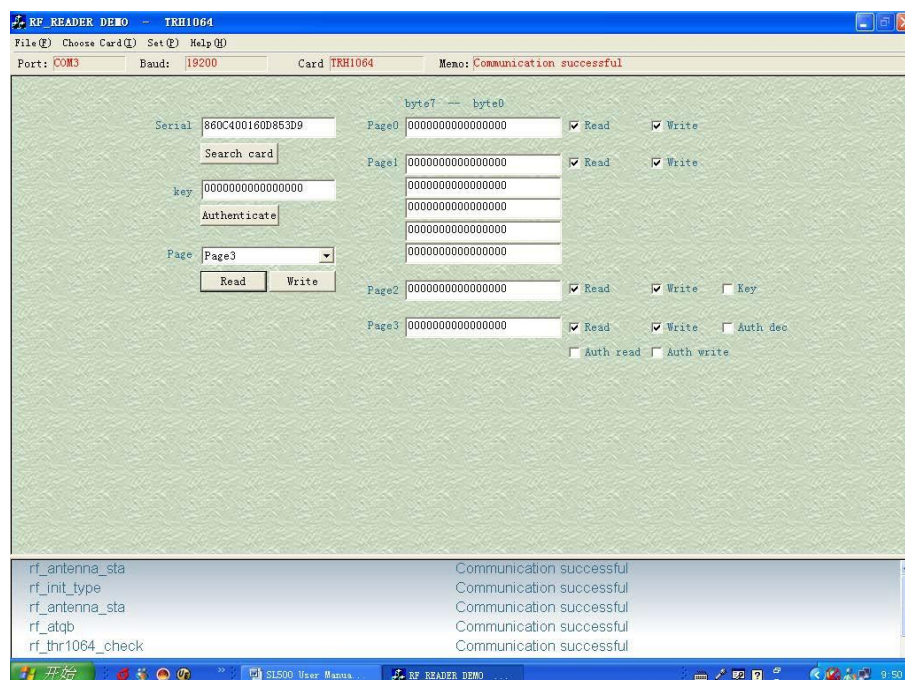 RF_READER DEMO - TRH1064
File(F) Choose Card(I) Set(P) Help(H)
Port: COM3 Baud: 19200 Card TRH1064 Memo: Communication successful
byte7 — byte0
Serial 860C400160D853D9 Page0 0000000000000000 Read Write
Search card
Page1 0000000000000000 Read Write
key 0000000000000000 0000000000000000
0000000000000000
Authenticate
0000000000000000
Page Page3 0000000000000000
Read Write
Page2 0000000000000000 Read Write Key
Page3 0000000000000000 Read Write Auth dec
Auth read Auth write
rf_antenna_sta Communication successful
rf_init_type Communication successful
rf_antenna_sta Communication successful
rf_atqb Communication successful
rf_thr1064_check Communication successful
开始 SL500 User Manua... RF_READER DEMO ... 9:50